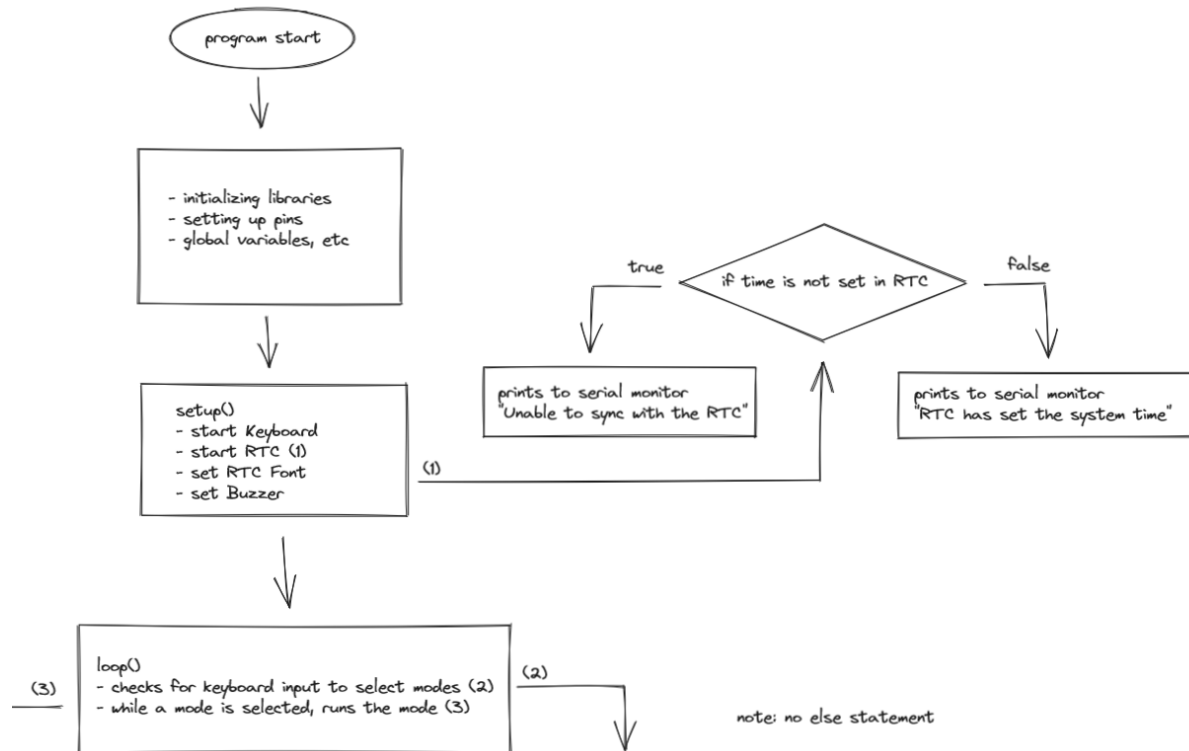 program start
- initializing libraries
- setting up pins
- global variables, etc
if time is not set in RTC
true
false
prints to serial monitor
"Unable to sync with the RTC"
prints to serial monitor
"RTC has set the system time"
setup()
- start Keyboard
- start RTC (1)
- set RTC Font
- set Buzzer
(1)
loop()
- checks for keyboard input to select modes (2)
- while a mode is selected, runs the mode (3)
(3)
(2)
note: no else statement